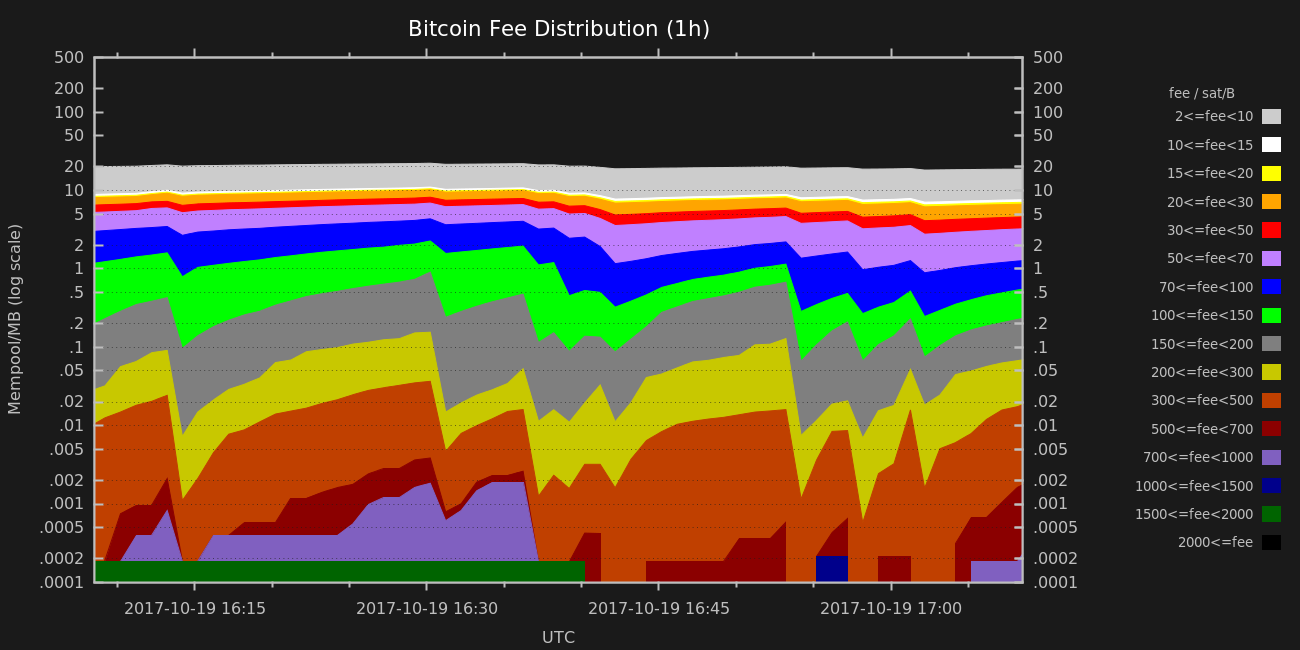 Bitcoin Fee Distribution (1h)
Mempool/MB (log scale)
500
200
100
50
20
10
5
2
1
.5
.2
.1
.05
.02
.01
.005
.002
.001
.0005
.0002
.0001
500
200
100
50
20
10
5
2
1
.5
.2
.1
.05
.02
.01
.005
.002
.001
.0005
.0002
.0001
2017-10-19 16:15 2017-10-19 16:30 2017-10-19 16:45 2017-10-19 17:00
UTC
fee / sat/B
2<=fee<10
10<=fee<15
15<=fee<20
20<=fee<30
30<=fee<50
50<=fee<70
70<=fee<100
100<=fee<150
150<=fee<200
200<=fee<300
300<=fee<500
500<=fee<700
700<=fee<1000
1000<=fee<1500
1500<=fee<2000
2000<=fee